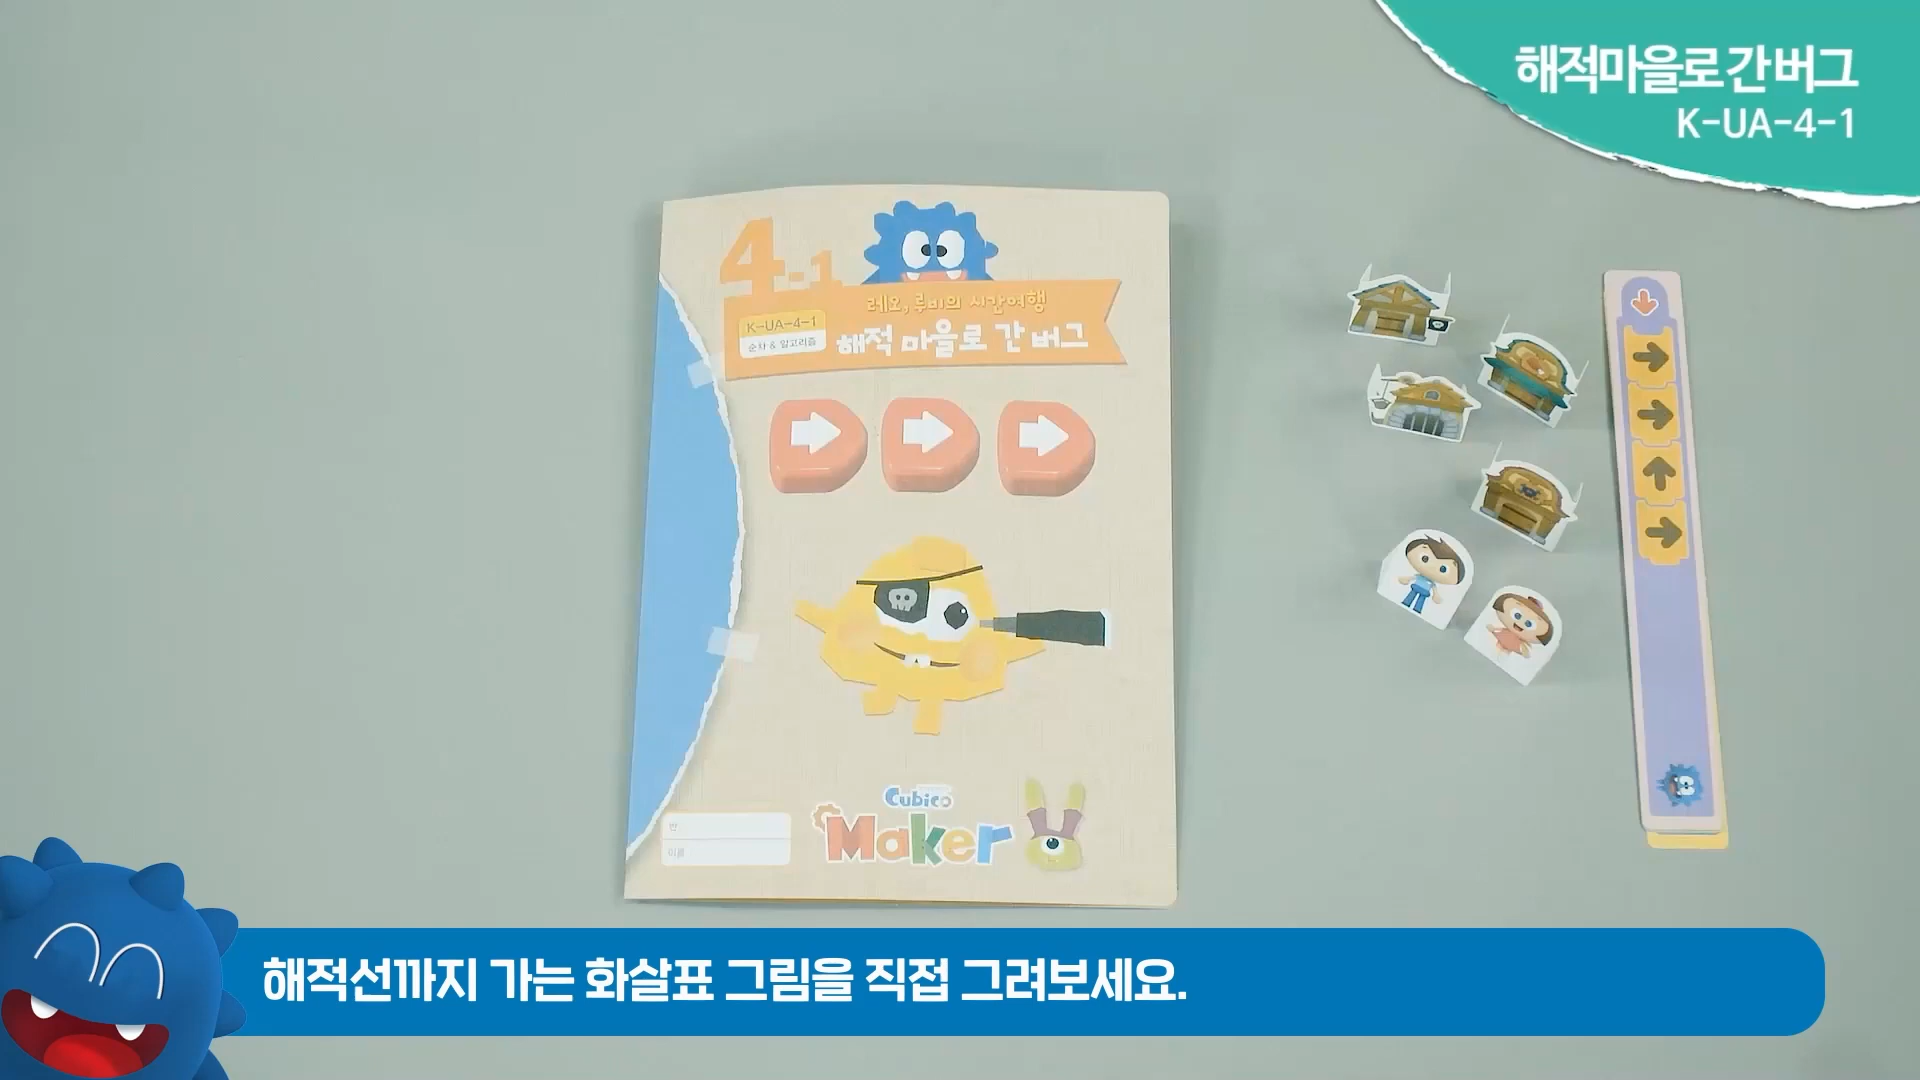 해적마을로 간 버그
K-UA-4-1
4-1
레오, 루비의 시간여행
K-UA-4-1
순차 & 알고리즘
해적 마을로 간 버그
Cubico
Maker
반
이름
해적선까지 가는 화살표 그림을 직접 그려보세요.